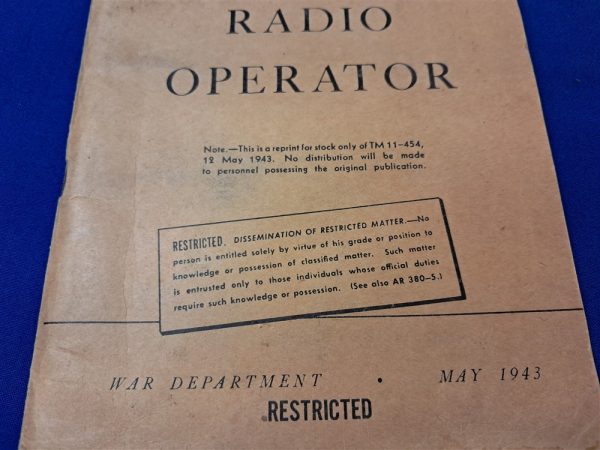 RADIO
OPERATOR
Note.—This is a reprint for stock only of TM 11-454,
12 May 1943. No distribution will be made
to personnel possessing the original publication.
RESTRICTED. DISSEMINATION OF RESTRICTED MATTER.—No
person is entitled solely by virtue of his grade or position to
knowledge or possession of classified matter. Such matter
is entrusted only to those individuals whose official duties
require such knowledge or possession. (See also AR 380-5.)
WAR DEPARTMENT • MAY 1943
RESTRICTED